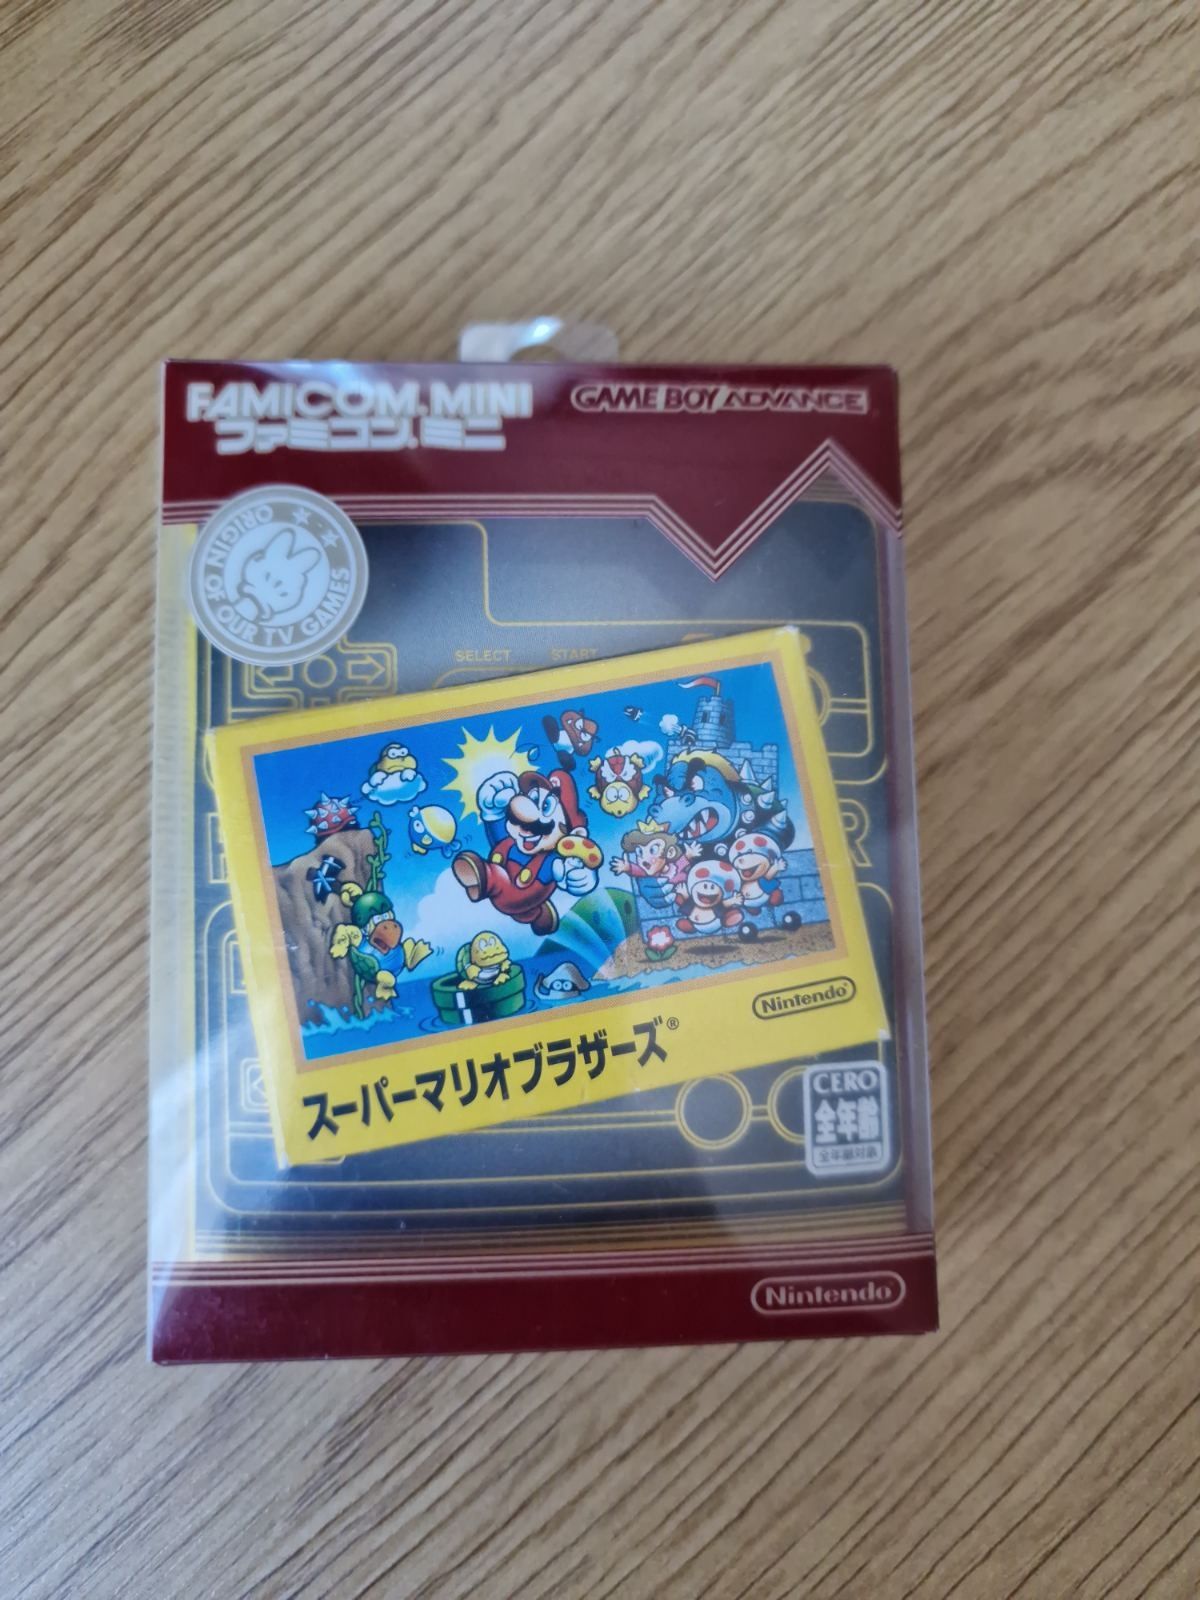 FAMICOM MINI
ファミコン ミニ
GAME BOY ADVANCE
ORIGIN OF OUR TV GAMES
SELECT START
R
Nintendo®
スーパーマリオブラザーズ®
CERO
全年齢
全年齢対象
Nintendo